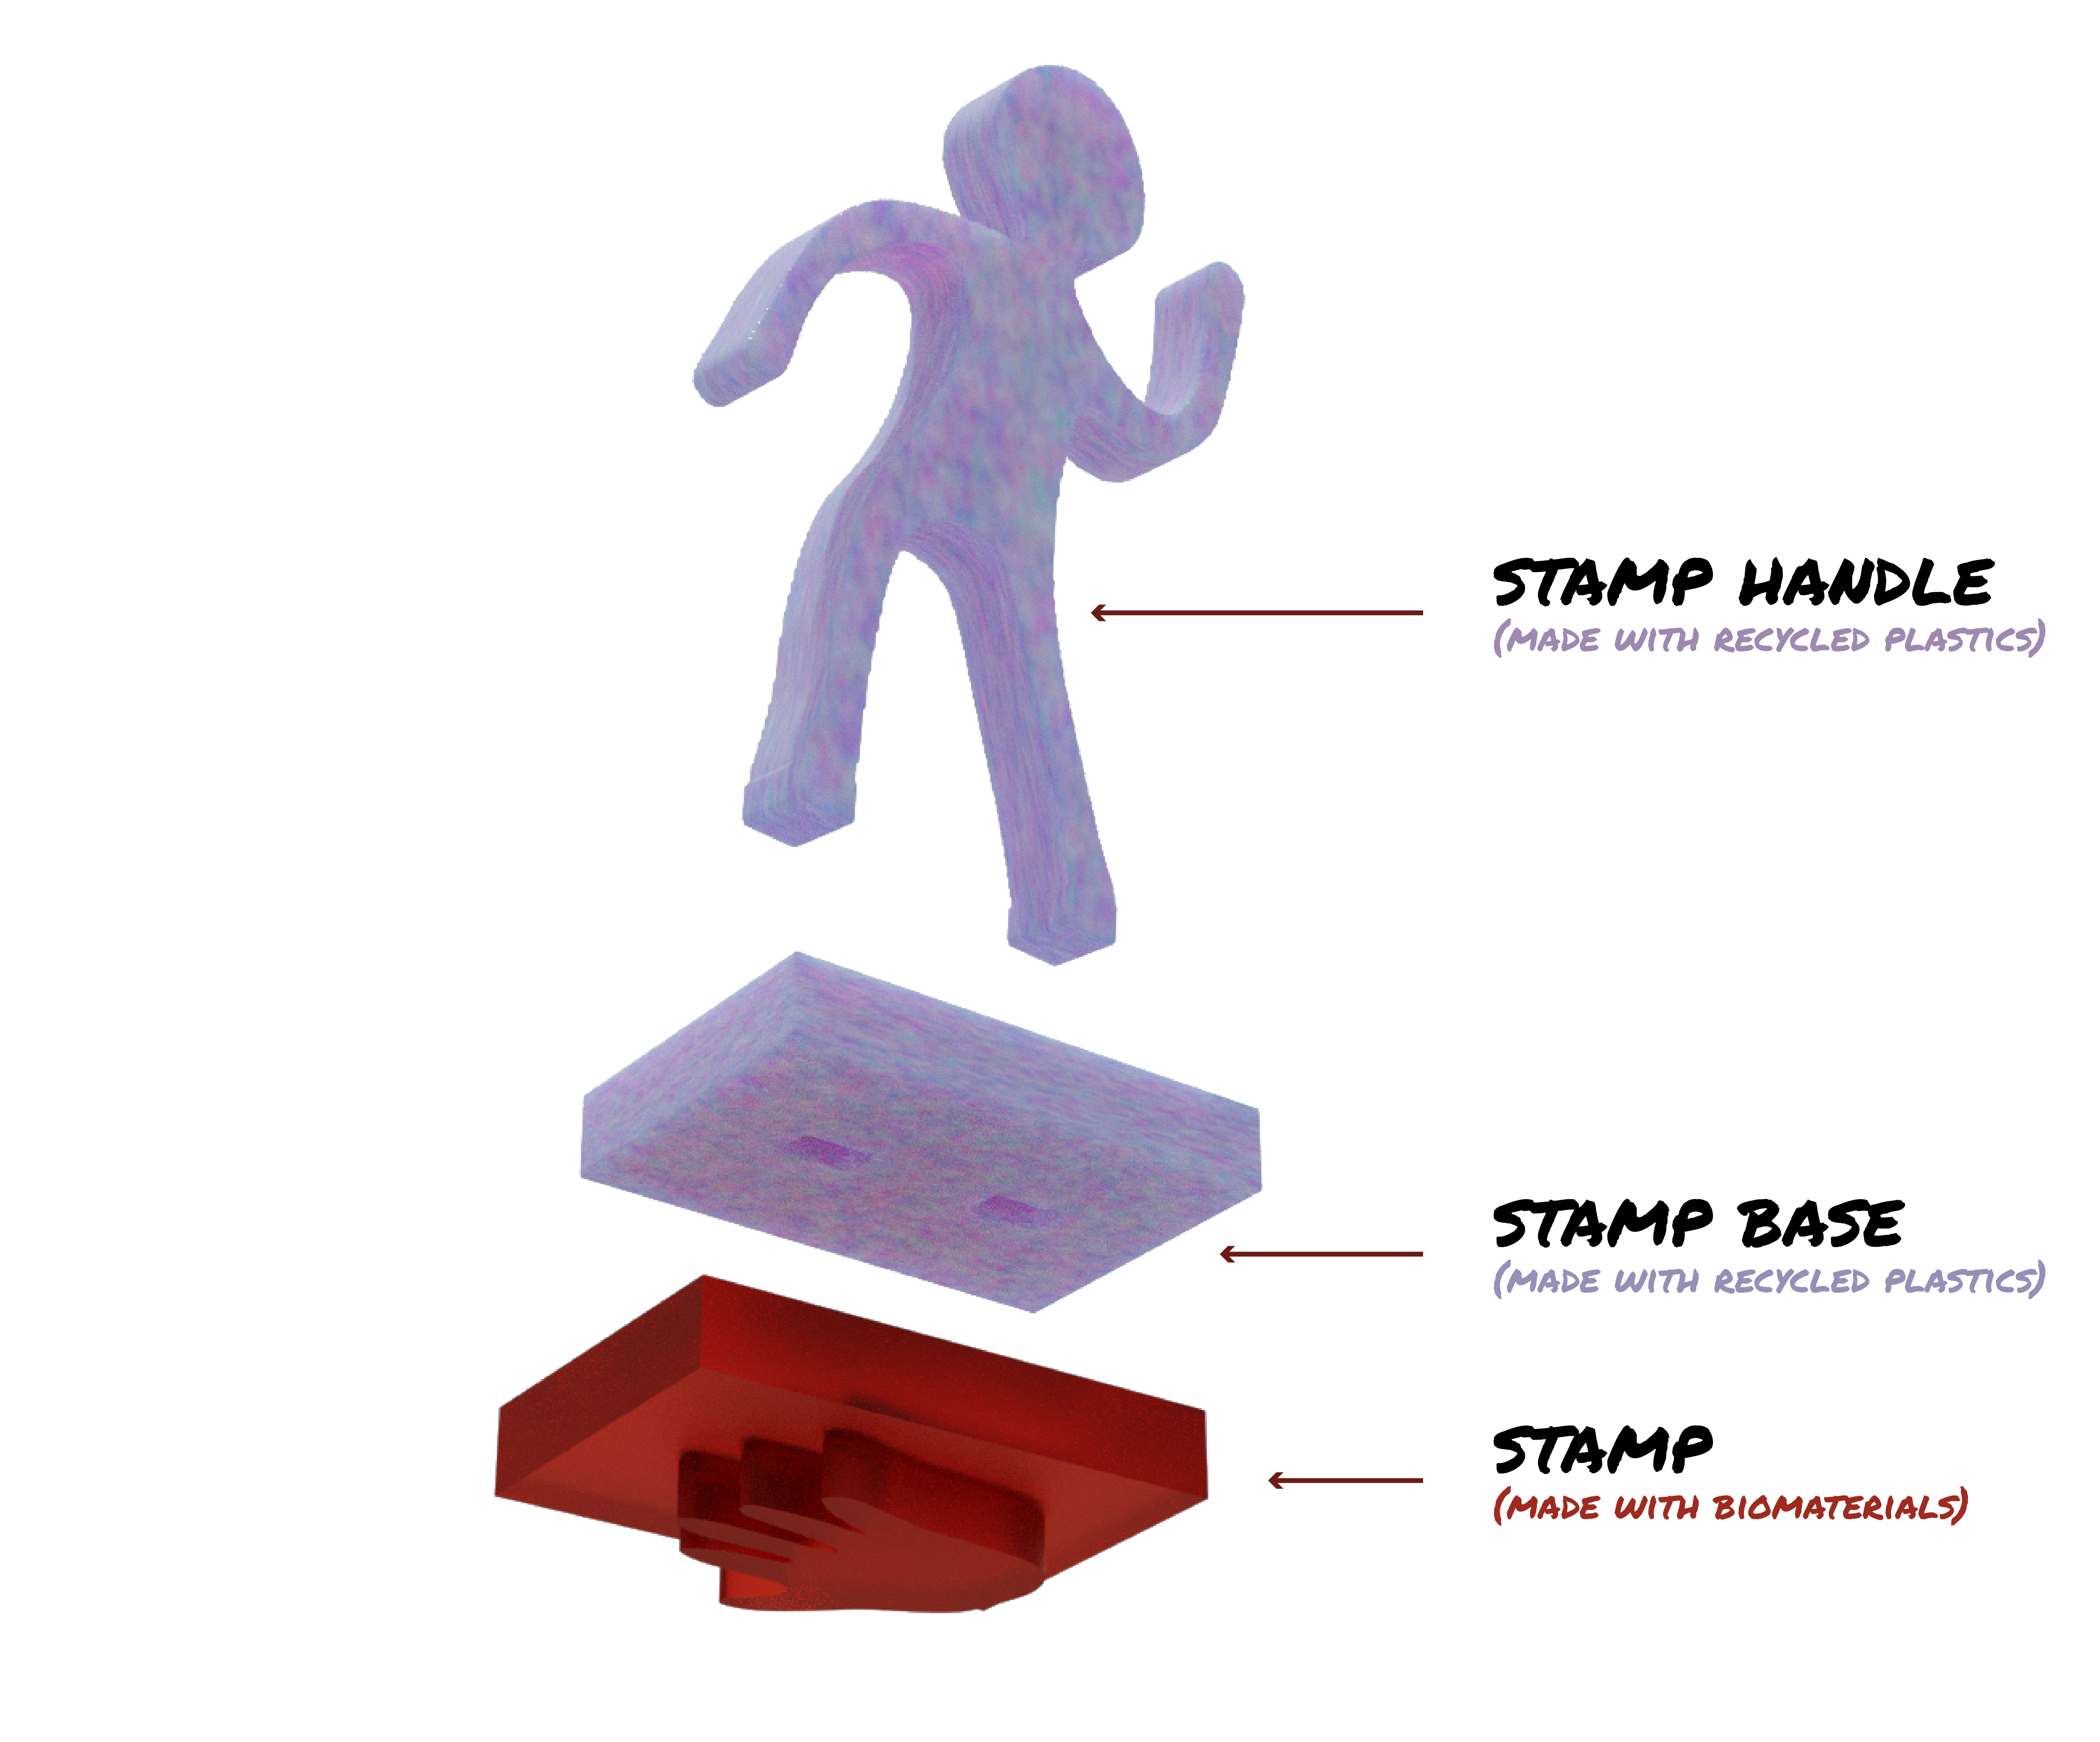 STAMP HANDLE
(MADE WITH RECYCLED PLASTICS)
STAMP BASE
(MADE WITH RECYCLED PLASTICS)
STAMP
(MADE WITH BIOMATERIALS)